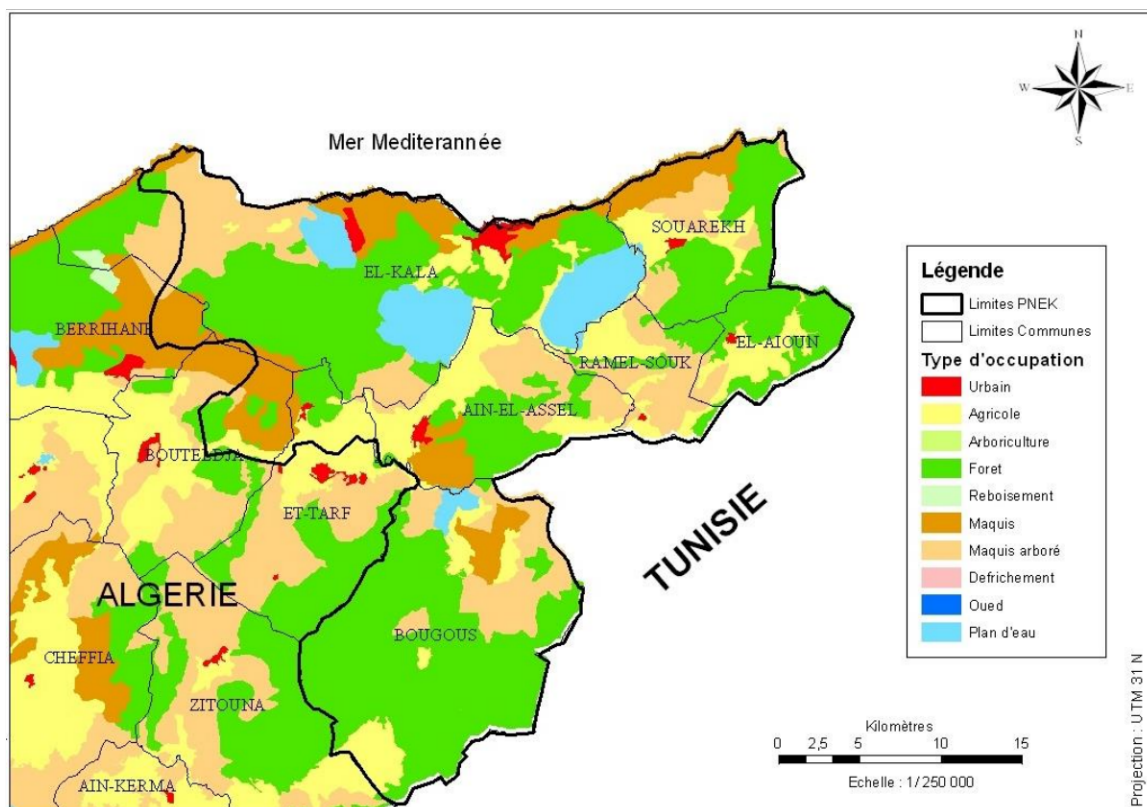 N
W
E
S
Mer Mediterannée
SOUAREKH
EL-KALA
BERRIHANE
EL-AIOUN
RAMEL-SOUK
AIN-EL-ASSEL
BOUTELDJA
ET-TARF
TUNISIE
ALGERIE
BOUGOUS
CHEFFIA
ZITOUNA
AIN-KERMA
Légende
Limites PNEK
Limites Communes
Type d'occupation
Urbain
Agricole
Arboriculture
Foret
Reboisement
Maquis
Maquis arboré
Defrichement
Oued
Plan d'eau
Kilomètres
0 2,5 5 10 15
Echelle : 1/ 250 000
Projection : UTM 31 N